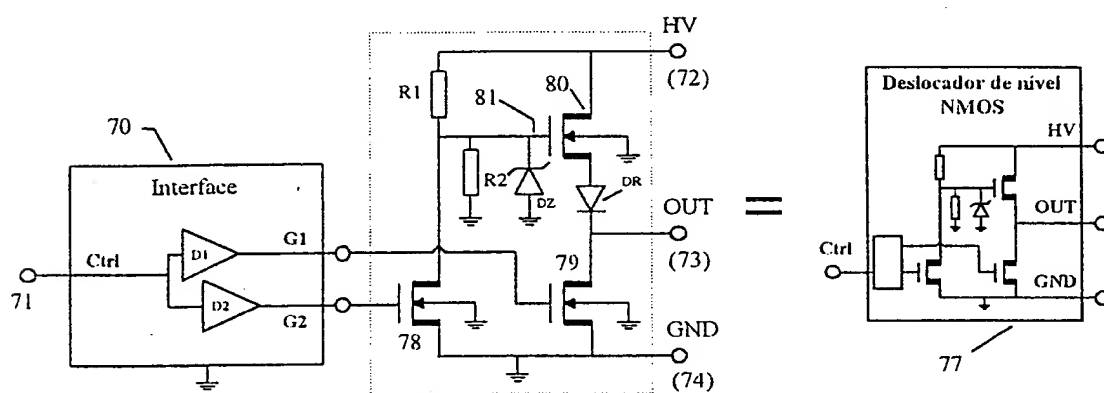 HV
(72)
R1
81
80
70
Interface
D1
G1
Ctrl
71
D2
G2
R2
DZ
DR
OUT
(73)
79
78
GND
(74)
=
Deslocador de nível
NMOS
HV
OUT
Ctrl
GND
77